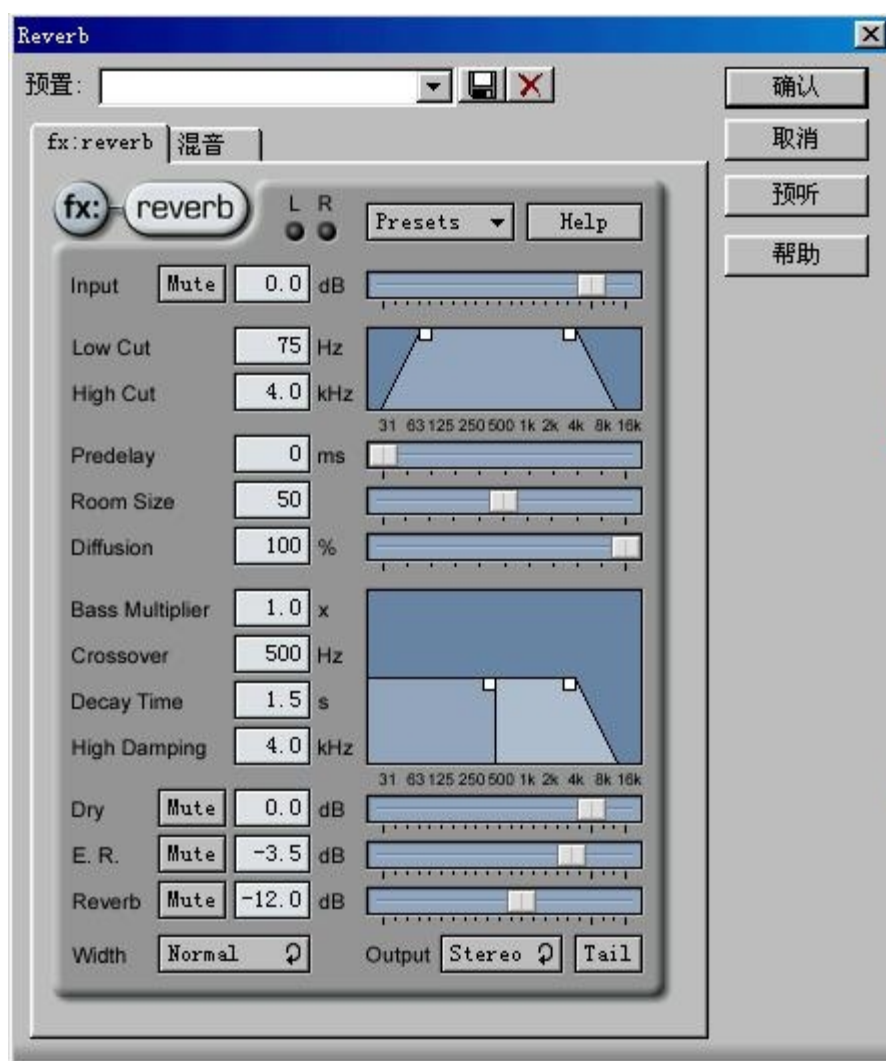 Reverb
预置:
确认
取消
预听
帮助
fx:reverb 混音
fx: reverb L R Presets Help
Input Mute 0.0 dB
Low Cut 75 Hz
High Cut 4.0 kHz
31 63 125 250 500 1k 2k 4k 8k 16k
Predelay 0 ms
Room Size 50
Diffusion 100 %
Bass Multiplier 1.0 x
Crossover 500 Hz
Decay Time 1.5 s
High Damping 4.0 kHz
31 63 125 250 500 1k 2k 4k 8k 16k
Dry Mute 0.0 dB
E. R. Mute -3.5 dB
Reverb Mute -12.0 dB
Width Normal Output Stereo Tail